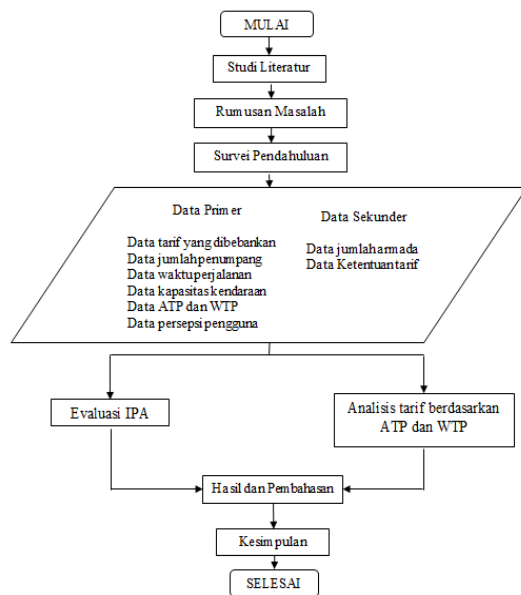 MULAI
Studi Literatur
Rumusan Masalah
Survei Pendahuluan
Data Primer
Data tarif yang dibebankan
Data jumlahpenumpang
Data waktuperjalanan
Data kapasitas kendaraan
Data ATP dan WTP
Data persepsi pengguna
Data Sekunder
Data jumlaharmada
Data Ketentuantarif
Evaluasi IPA
Analisis tarif berdasarkan
ATP dan WTP
Hasil dan Pembahasan
Kesimpulan
SELESAI